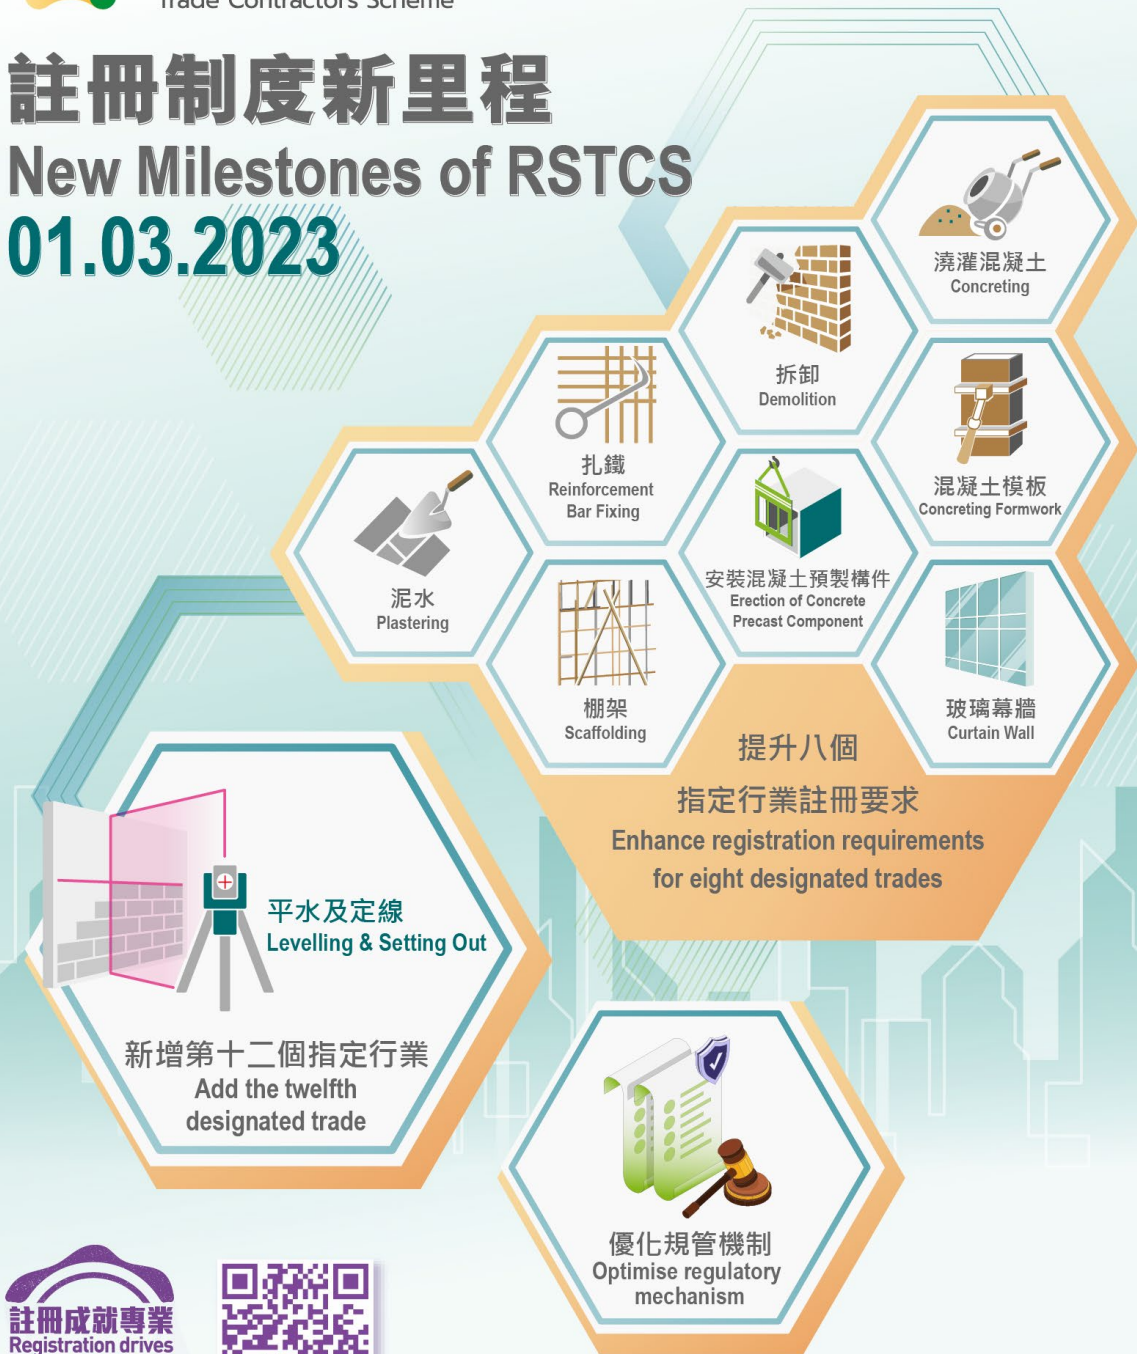 Trade Contractors Scheme
註冊制度新里程
New Milestones of RSTCS
01.03.2023
澆灌混凝土
Concreting
拆卸
Demolition
扎鐵
Reinforcement
Bar Fixing
混凝土模板
Concreting Formwork
泥水
Plastering
安裝混凝土預製構件
Erection of Concrete
Precast Component
棚架
Scaffolding
玻璃幕牆
Curtain Wall
提升八個
指定行業註冊要求
Enhance registration requirements
for eight designated trades
平水及定線
Levelling & Setting Out
新增第十二個指定行業
Add the twelfth
designated trade
優化規管機制
Optimise regulatory
mechanism
註冊成就專業
Registration drives